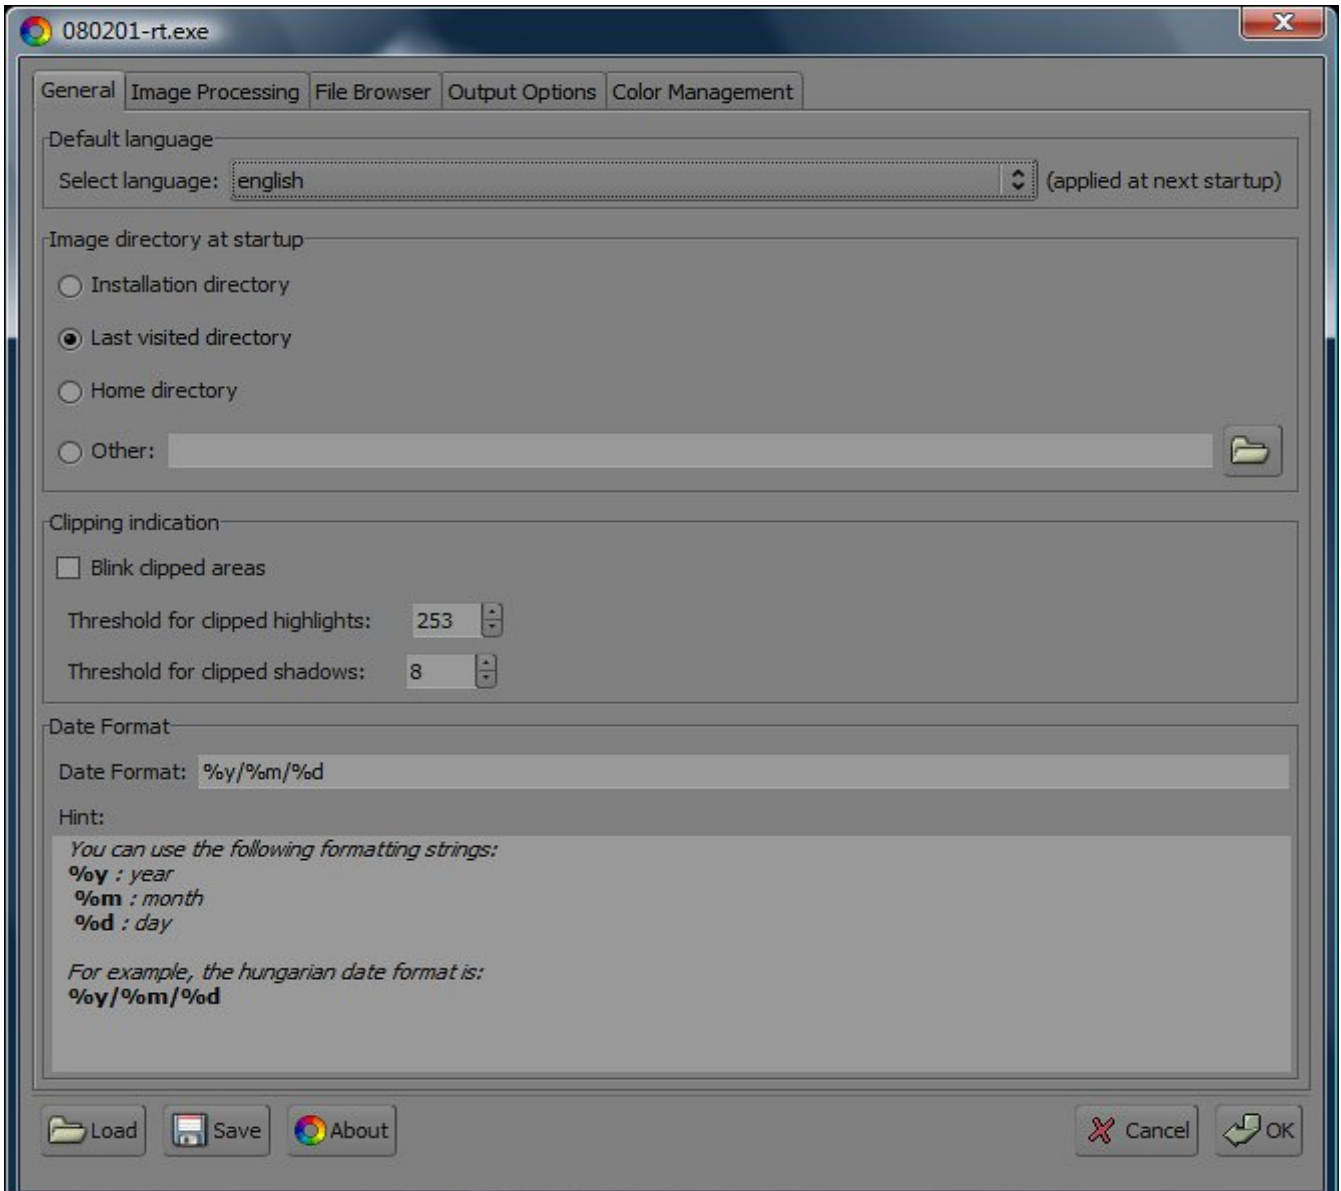 080201-rt.exe
General Image Processing File Browser Output Options Color Management
Default language
Select language: english (applied at next startup)
Image directory at startup
Installation directory
Last visited directory
Home directory
Other:
Clipping indication
Blink clipped areas
Threshold for clipped highlights: 253
Threshold for clipped shadows: 8
Date Format
Date Format: %y/%m/%d
Hint:
You can use the following formatting strings:
%y : year
%m : month
%d : day
For example, the hungarian date format is:
%y/%m/%d
Load Save About Cancel OK